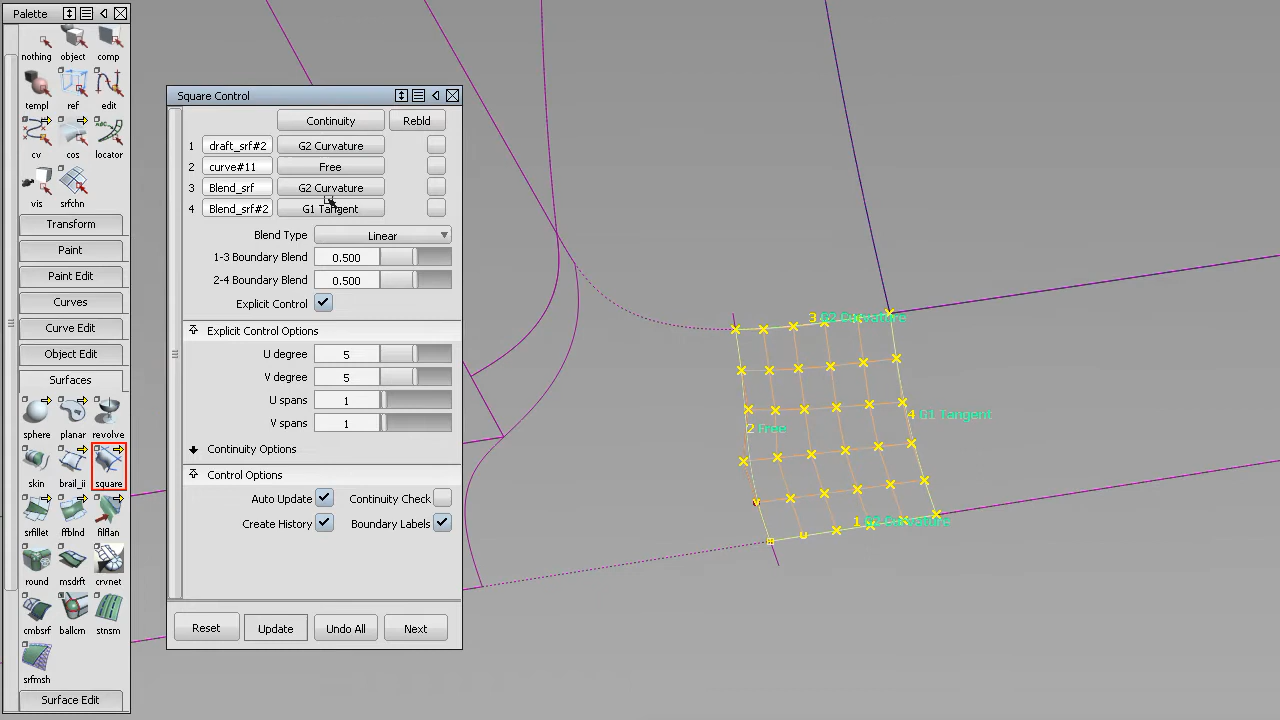 Palette
nothing object comp
templ ref edit
cv cos locator
vis srfchn
Transform
Paint
Paint Edit
Curves
Curve Edit
Object Edit
Surfaces
sphere planar revolve
skin brail_ii square
srfillet ffblnd filflan
round msdrft crvnet
cmbsrf ballcrn stnsm
srfmsh
Surface Edit
Square Control
Continuity Rebld
1 draft_srf#2 G2 Curvature
2 curve#11 Free
3 Blend_srf G2 Curvature
4 Blend_srf#2 G1 Tangent
Blend Type Linear
1-3 Boundary Blend 0.500
2-4 Boundary Blend 0.500
Explicit Control
Explicit Control Options
U degree 5
V degree 5
U spans 1
V spans 1
Continuity Options
Control Options
Auto Update Continuity Check
Create History Boundary Labels
Reset Update Undo All Next
3 G2 Curvature
4 G1 Tangent
2 Free
1 G2 Curvature
v
u